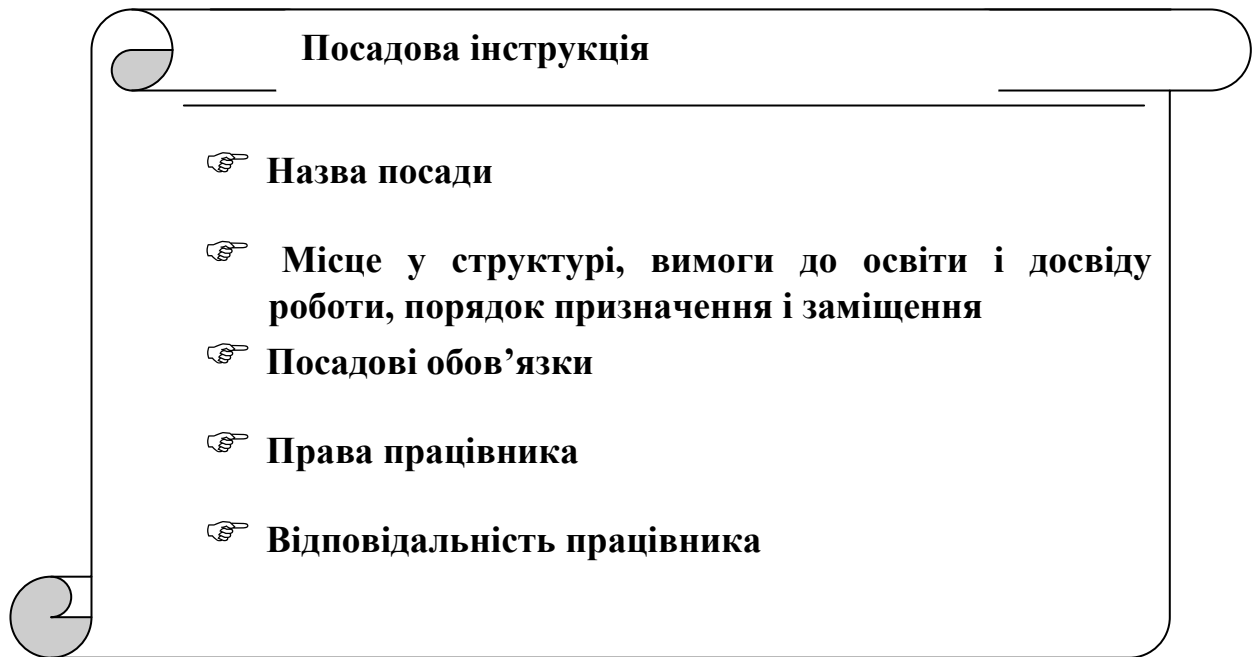 Посадова інструкція
☞ Назва посади
☞ Місце у структурі, вимоги до освіти і досвіду
роботи, порядок призначення і заміщення
☞ Посадові обов’язки
☞ Права працівника
☞ Відповідальність працівника